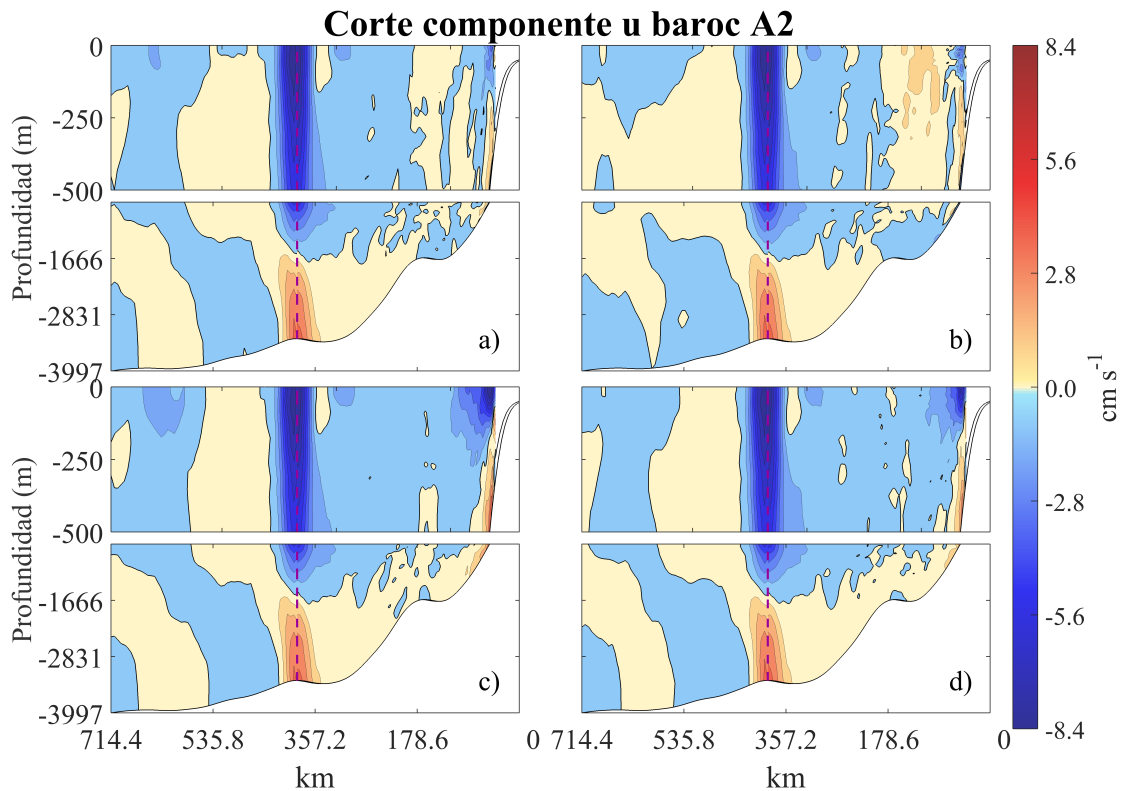 Corte componente u baroc A2
Profundidad (m)
0
-250
-500
-1666
-2831
-3997
a)
b)
Profundidad (m)
0
-250
-500
-1666
-2831
-3997
c)
d)
714.4 535.8 357.2 178.6 0
km
714.4 535.8 357.2 178.6 0
km
8.4
5.6
2.8
0.0
-2.8
-5.6
-8.4
cm s-1